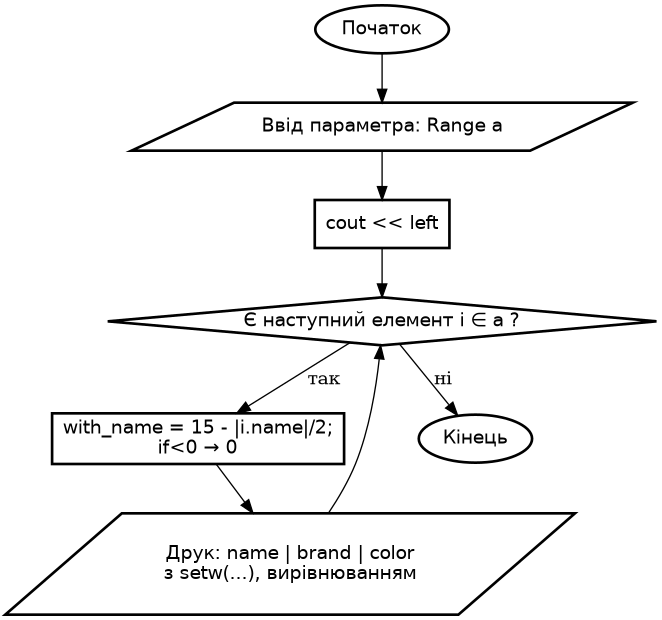 Початок
Ввід параметра: Range a
cout << left
Є наступний елемент i ∈ a ?
так
ні
with_name = 15 - |i.name|/2;
if<0 → 0
Кінець
Друк: name | brand | color
з setw(...), вирівнюванням